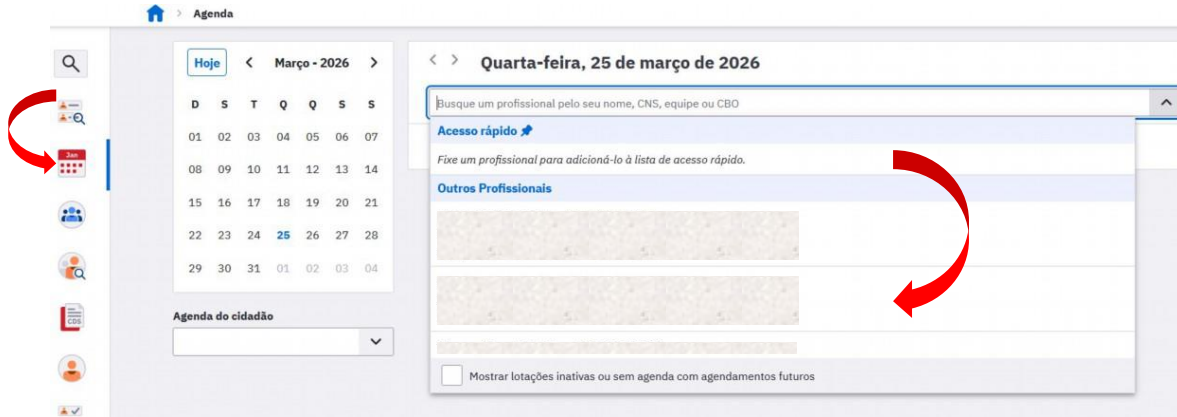 Agenda
Hoje
Março - 2026
D S T Q Q S S
01 02 03 04 05 06 07
08 09 10 11 12 13 14
15 16 17 18 19 20 21
22 23 24 25 26 27 28
29 30 31 01 02 03 04
Agenda do cidadão
Quarta-feira, 25 de março de 2026
Busque um profissional pelo seu nome, CNS, equipe ou CBO
Acesso rápido
Fixe um profissional para adicioná-lo à lista de acesso rápido.
Outros Profissionais
Mostrar lotações inativas ou sem agenda com agendamentos futuros
Jan
CDS